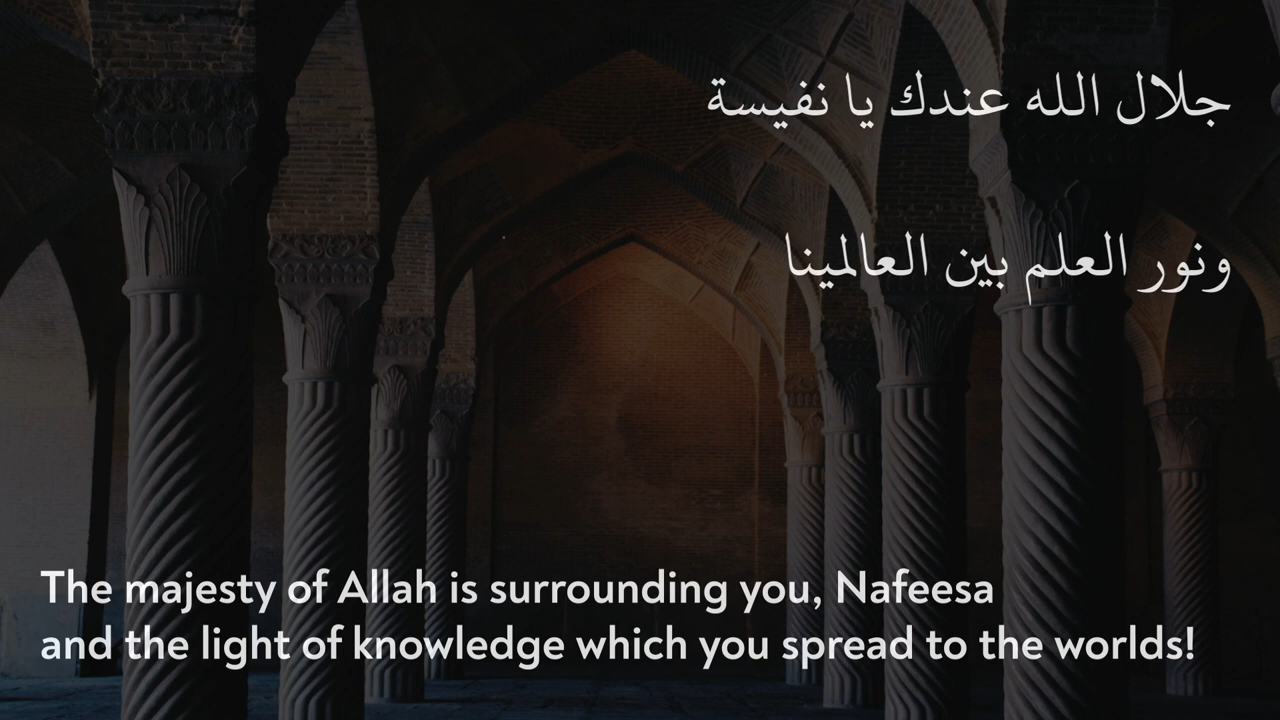 جلال الله عندك يا نفيسة
ونور العلم بين العالمينا
The majesty of Allah is surrounding you, Nafeesa
and the light of knowledge which you spread to the worlds!